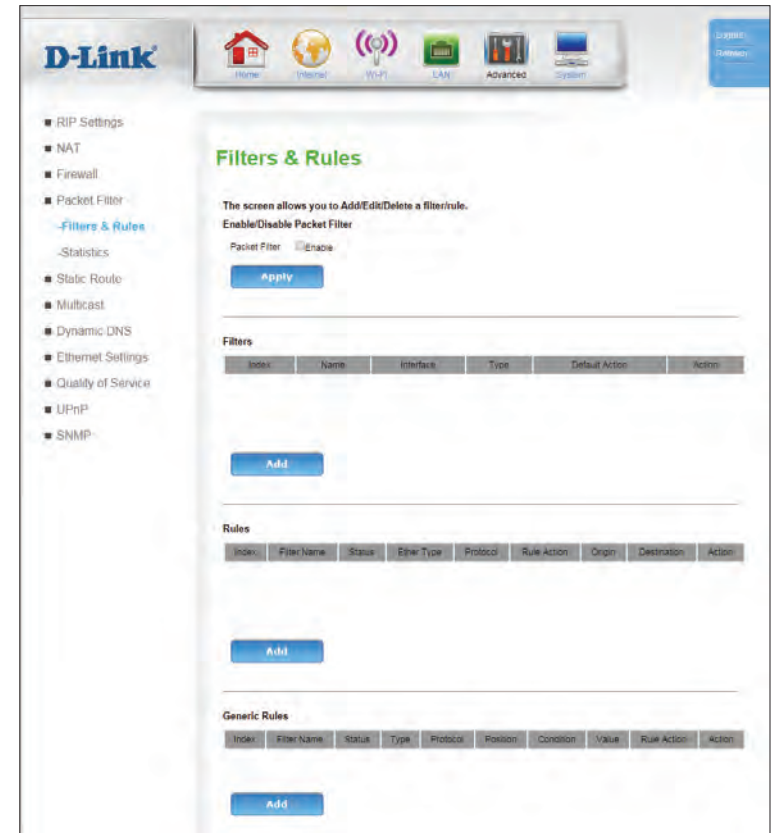 D-Link
Home Internet Wi-Fi LAN Advanced System
Logout
Refresh
RIP Settings
NAT
Firewall
Packet Filter
-Filters & Rules
-Statistics
Static Route
Multicast
Dynamic DNS
Ethernet Settings
Quality of Service
UPnP
SNMP
Filters & Rules
The screen allows you to Add/Edit/Delete a filter/rule.
Enable/Disable Packet Filter
Packet Filter Enable
Apply
Filters
Index Name Interface Type Default Action Action
Add
Rules
Index Filter Name Status Ether Type Protocol Rule Action Origin Destination Action
Add
Generic Rules
Index Filter Name Status Type Protocol Position Condition Value Rule Action Action
Add